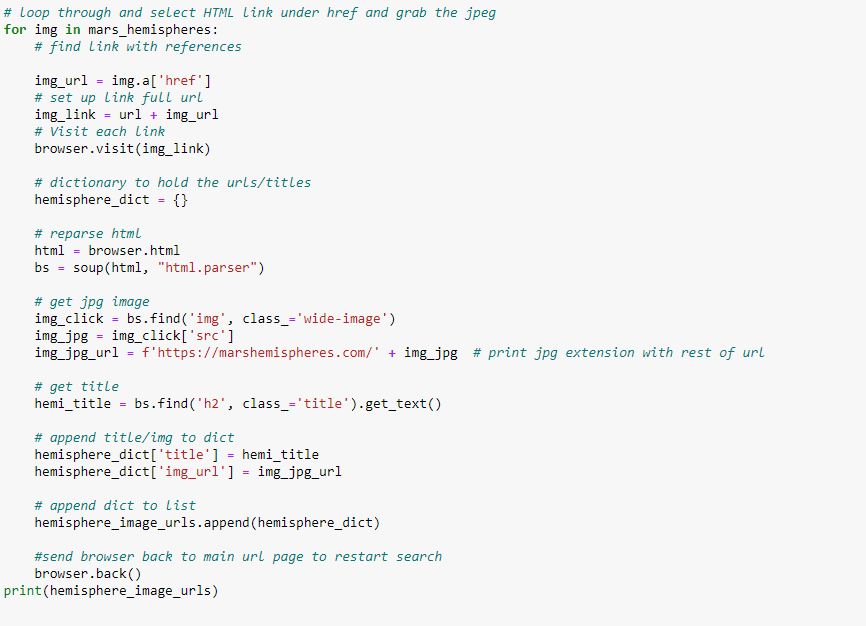 # loop through and select HTML link under href and grab the jpeg
for img in mars_hemispheres:
    # find link with references

    img_url = img.a['href']
    # set up link full url
    img_link = url + img_url
    # Visit each link
    browser.visit(img_link)

    # dictionary to hold the urls/titles
    hemisphere_dict = {}

    # reparse html
    html = browser.html
    bs = soup(html, "html.parser")

    # get jpg image
    img_click = bs.find('img', class_='wide-image')
    img_jpg = img_click['src']
    img_jpg_url = f'https://marshemispheres.com/' + img_jpg  # print jpg extension with rest of url

    # get title
    hemi_title = bs.find('h2', class_='title').get_text()

    # append title/img to dict
    hemisphere_dict['title'] = hemi_title
    hemisphere_dict['img_url'] = img_jpg_url

    # append dict to list
    hemisphere_image_urls.append(hemisphere_dict)

    #send browser back to main url page to restart search
    browser.back()
print(hemisphere_image_urls)